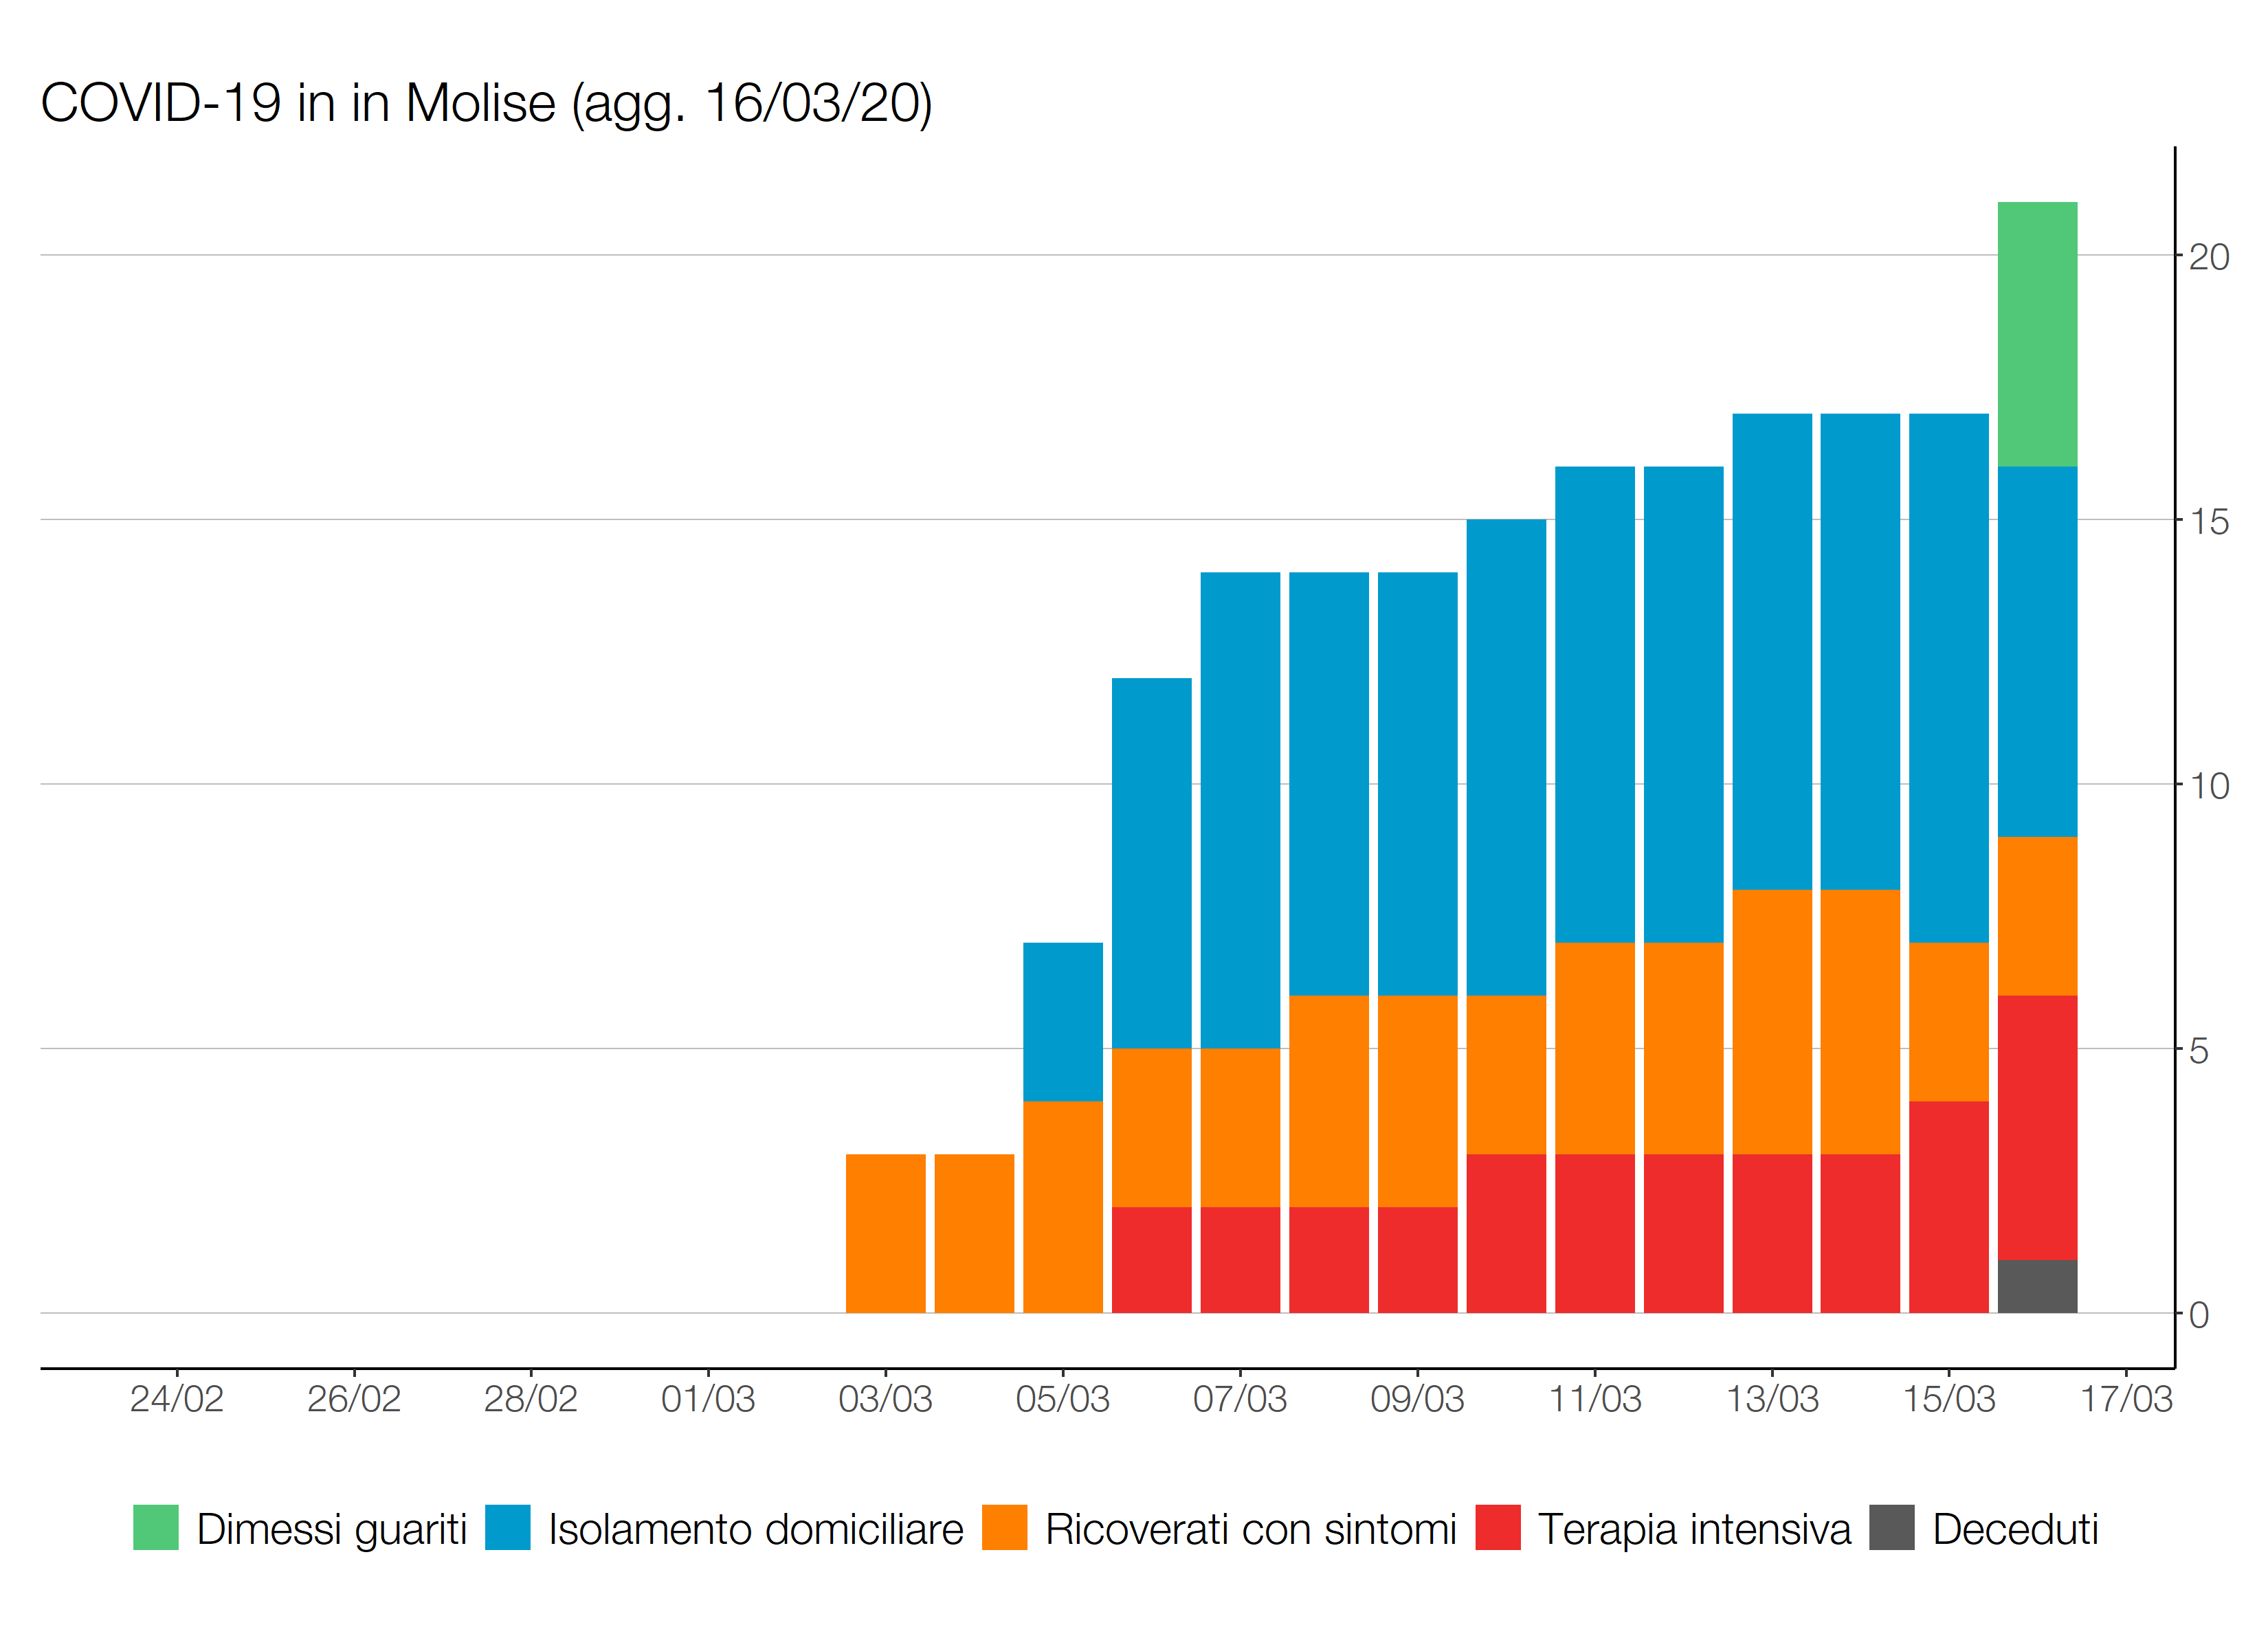 COVID-19 in in Molise (agg. 16/03/20)
20
15
10
5
0
24/02 26/02 28/02 01/03 03/03 05/03 07/03 09/03 11/03 13/03 15/03 17/03
Dimessi guariti Isolamento domiciliare Ricoverati con sintomi Terapia intensiva Deceduti